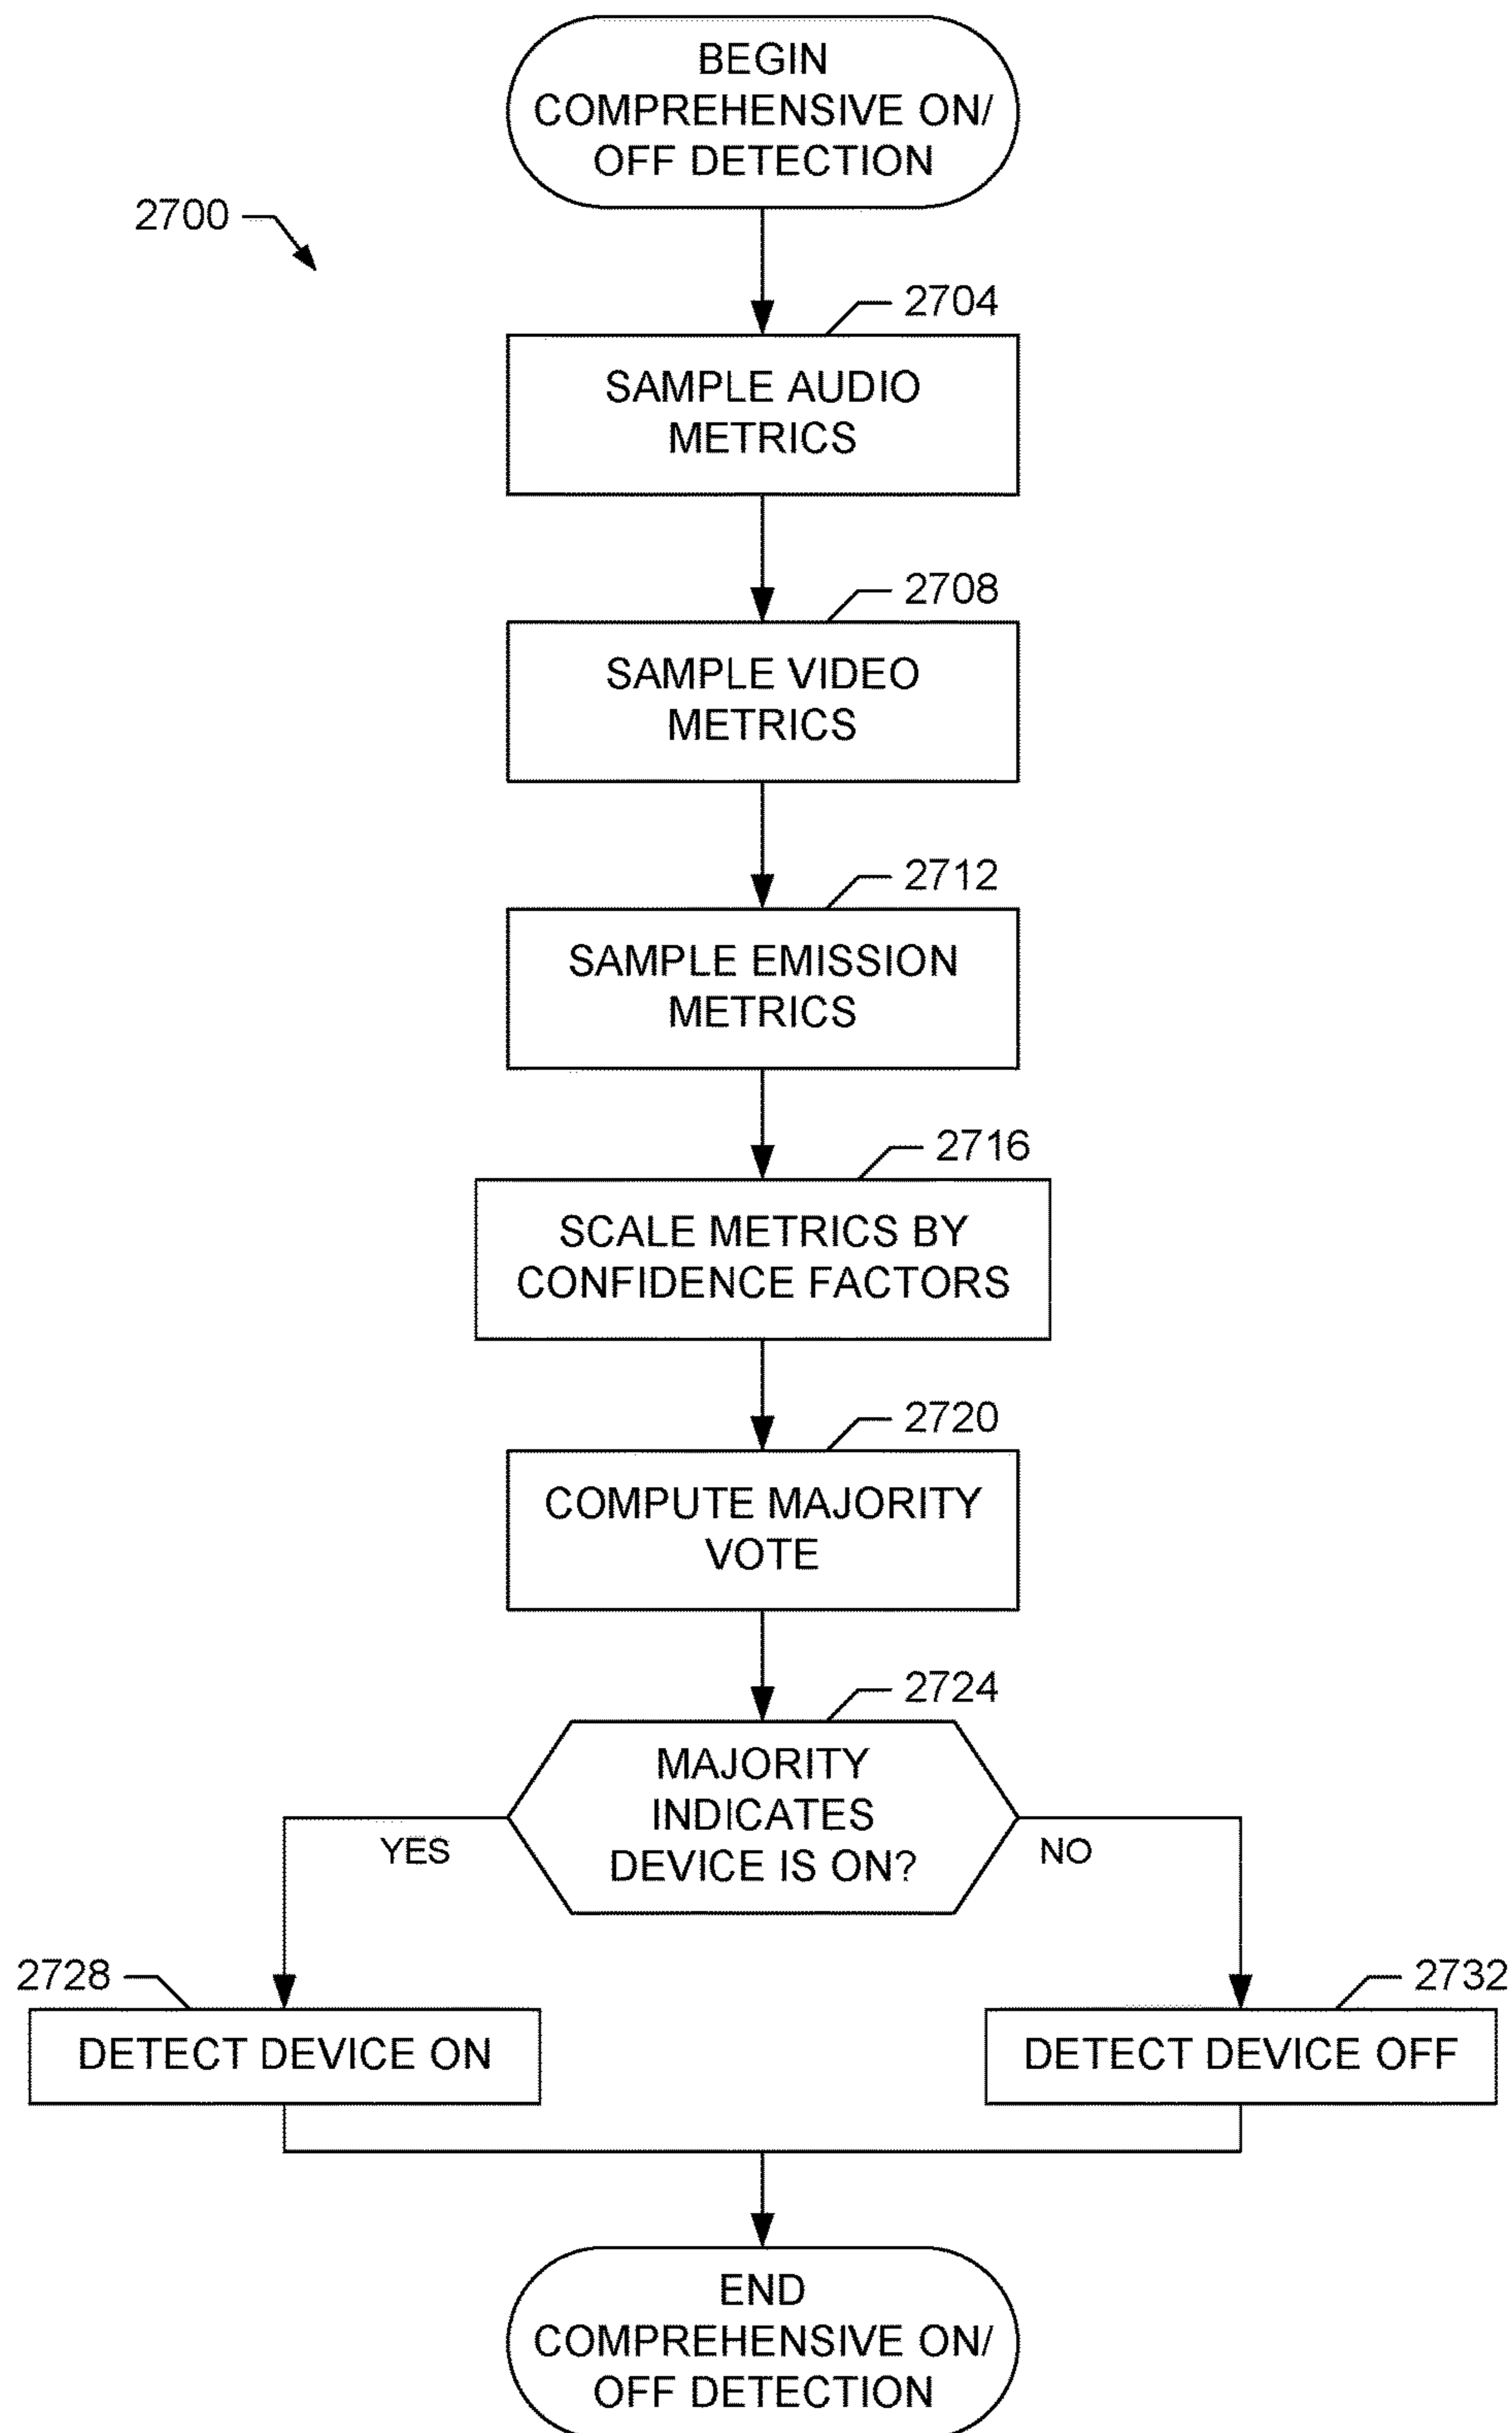 BEGIN
COMPREHENSIVE ON/
OFF DETECTION
2700
2704
SAMPLE AUDIO
METRICS
2708
SAMPLE VIDEO
METRICS
2712
SAMPLE EMISSION
METRICS
2716
SCALE METRICS BY
CONFIDENCE FACTORS
2720
COMPUTE MAJORITY
VOTE
2724
MAJORITY
INDICATES
DEVICE IS ON?
YES
NO
2728
DETECT DEVICE ON
2732
DETECT DEVICE OFF
END
COMPREHENSIVE ON/
OFF DETECTION